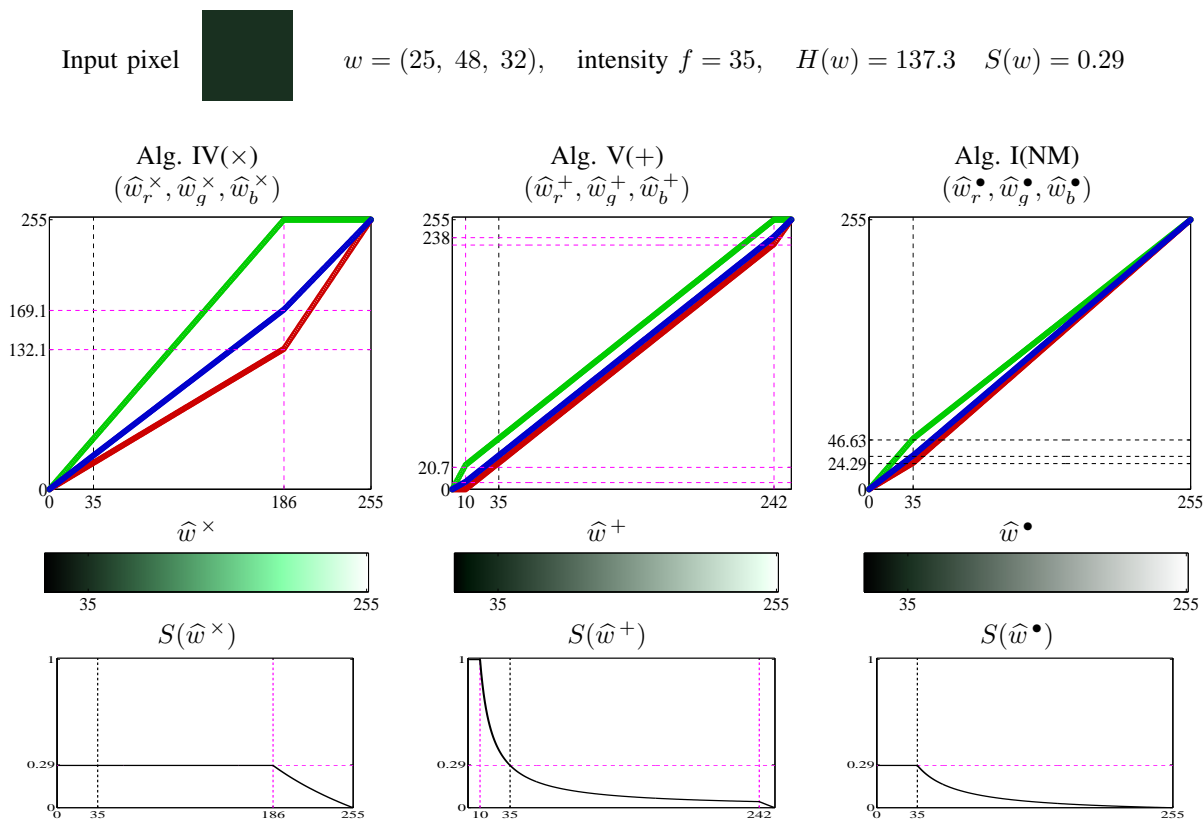 Input pixel w = (25, 48, 32), intensity f = 35, H(w) = 137.3 S(w) = 0.29
Alg. IV(×) Alg. V(+) Alg. I(NM)
(ŵ_r^×, ŵ_g^×, ŵ_b^×) (ŵ_r^+, ŵ_g^+, ŵ_b^+) (ŵ_r^•, ŵ_g^•, ŵ_b^•)
255
169.1
132.1
0
0 35 186 255
255
238
20.7
0
10 35 242
255
46.63
24.29
0
0 35 255
ŵ^× ŵ^+ ŵ^•
35 255 35 255 35 255
S(ŵ^×) S(ŵ^+) S(ŵ^•)
1
0.29
0
0 35 186 255
1
0.29
0
10 35 242
1
0.29
0
0 35 255